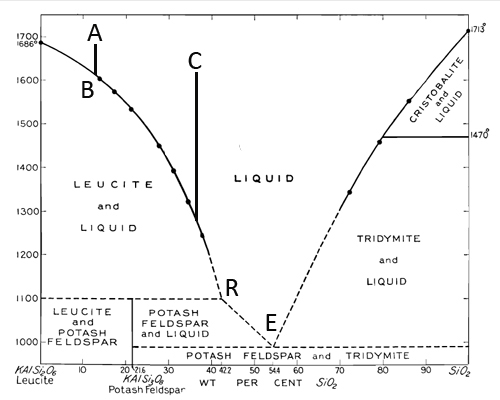 1713°
1700
1686°
A
C
1600
B
CRISTOBALITE
and
LIQUID
1500
1470°
1400
LEUCITE
and
LIQUID
LIQUID
1300
1200
TRIDYMITE
and
LIQUID
1100
R
LEUCITE
and
POTASH
FELDSPAR
POTASH
FELDSPAR
and LIQUID
E
1000
POTASH FELDSPAR and TRIDYMITE
KAlSi₂O₆ 10 21.6 30 40 42.2 50 54.4 60 70 80 90 SiO₂
Leucite KAlSi₃O₈ WT PER CENT SiO₂
Potash Feldspar